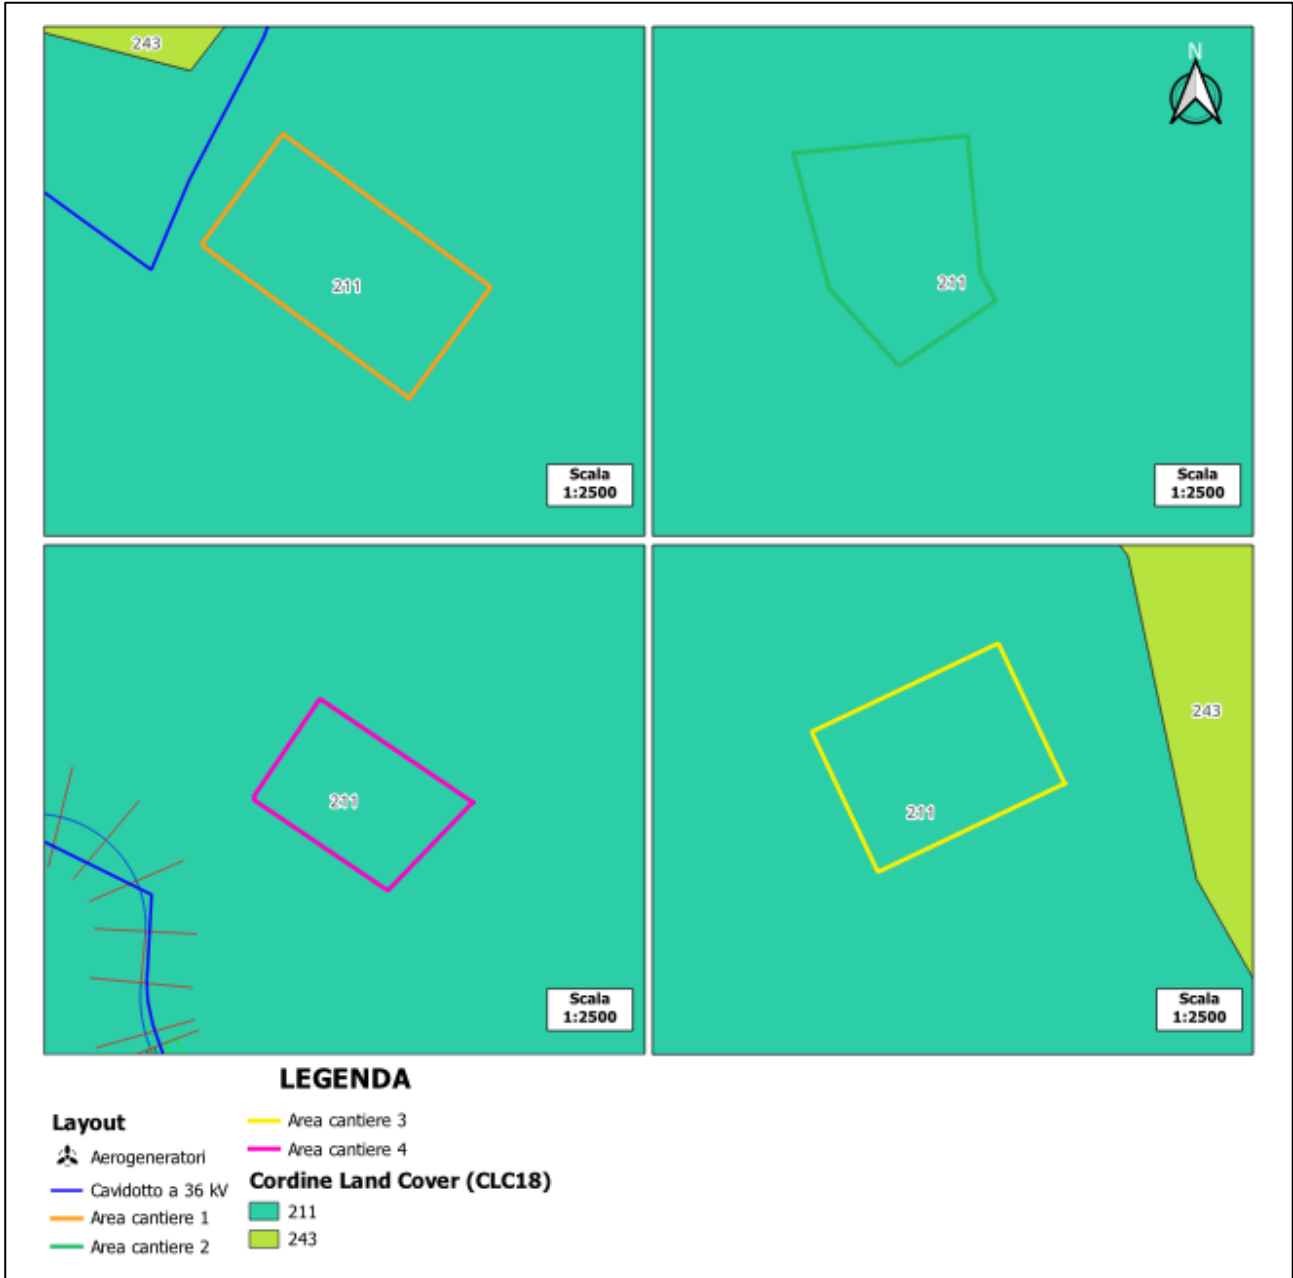 243
211
Scala
1:2500
N
211
Scala
1:2500
211
Scala
1:2500
243
211
Scala
1:2500
LEGENDA
Layout
Aerogeneratori
Cavidotto a 36 kV
Area cantiere 1
Area cantiere 2
Area cantiere 3
Area cantiere 4
Cordine Land Cover (CLC18)
211
243